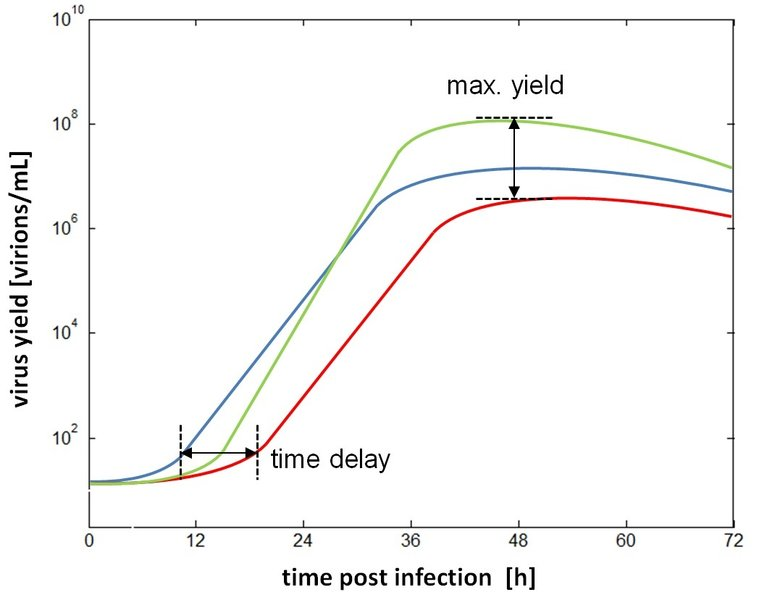 10^10
max. yield
10^8
10^6
10^4
10^2
time delay
virus yield [virions/mL]
0 12 24 36 48 60 72
time post infection [h]